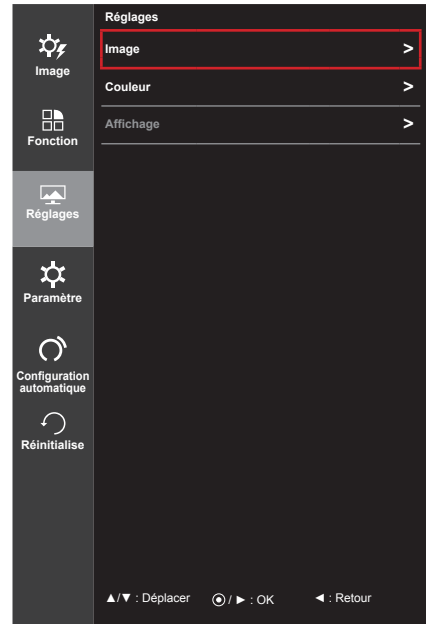 Réglages
Image >
Couleur >
Affichage >
Image
Fonction
Réglages
Paramètre
Configuration
automatique
Réinitialise
▲/▼ : Déplacer ⦿ / ► : OK ◄ : Retour